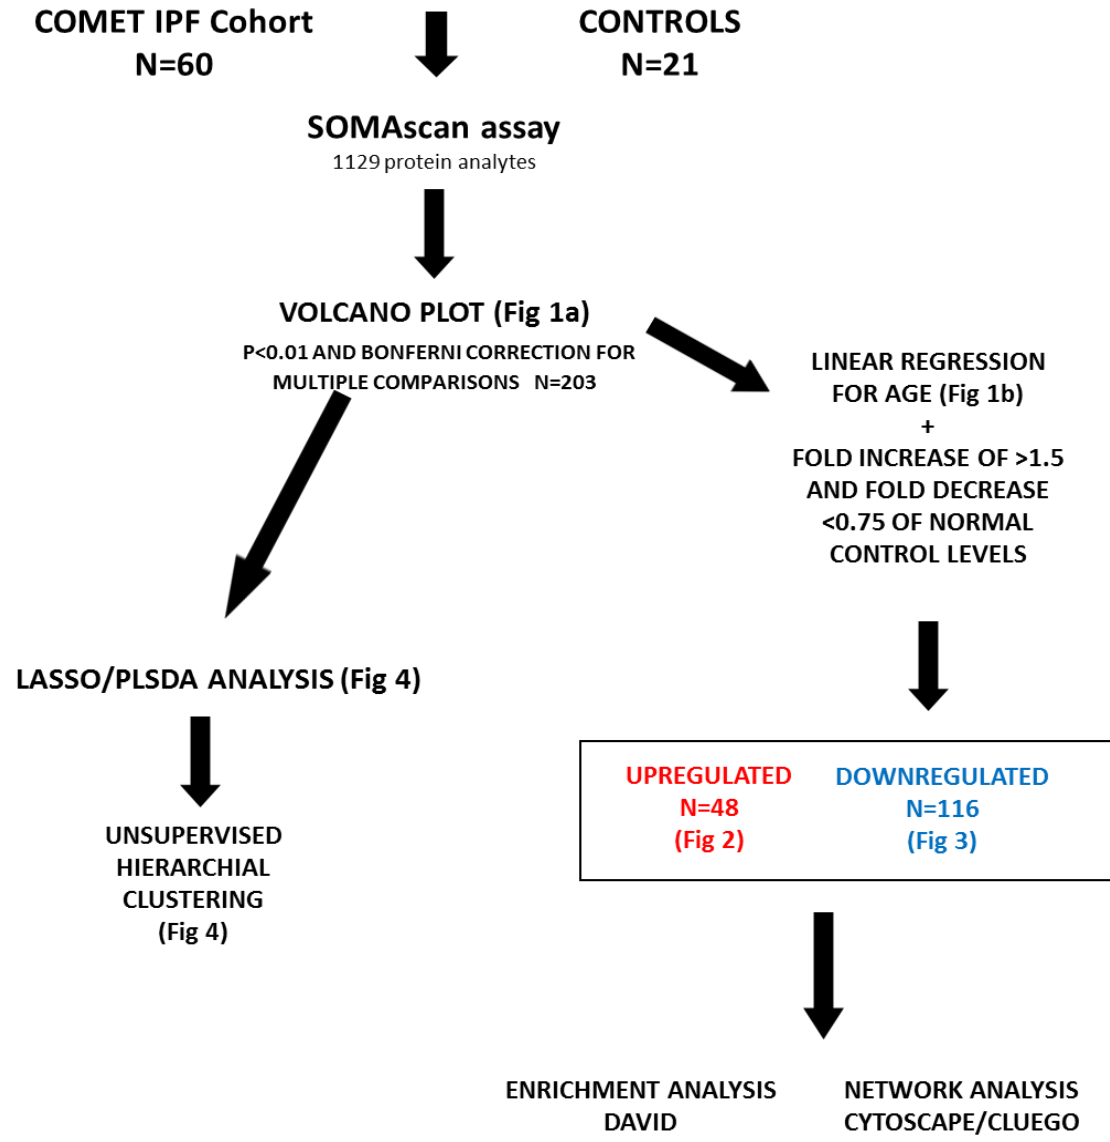 COMET IPF Cohort
N=60
CONTROLS
N=21
SOMAscan assay
1129 protein analytes
VOLCANO PLOT (Fig 1a)
P<0.01 AND BONFERNI CORRECTION FOR
MULTIPLE COMPARISONS N=203
LINEAR REGRESSION
FOR AGE (Fig 1b)
+
FOLD INCREASE OF >1.5
AND FOLD DECREASE
<0.75 OF NORMAL
CONTROL LEVELS
LASSO/PLSDA ANALYSIS (Fig 4)
UNSUPERVISED
HIERARCHIAL
CLUSTERING
(Fig 4)
UPREGULATED
N=48
(Fig 2)
DOWNREGULATED
N=116
(Fig 3)
ENRICHMENT ANALYSIS
DAVID
NETWORK ANALYSIS
CYTOSCAPE/CLUEGO